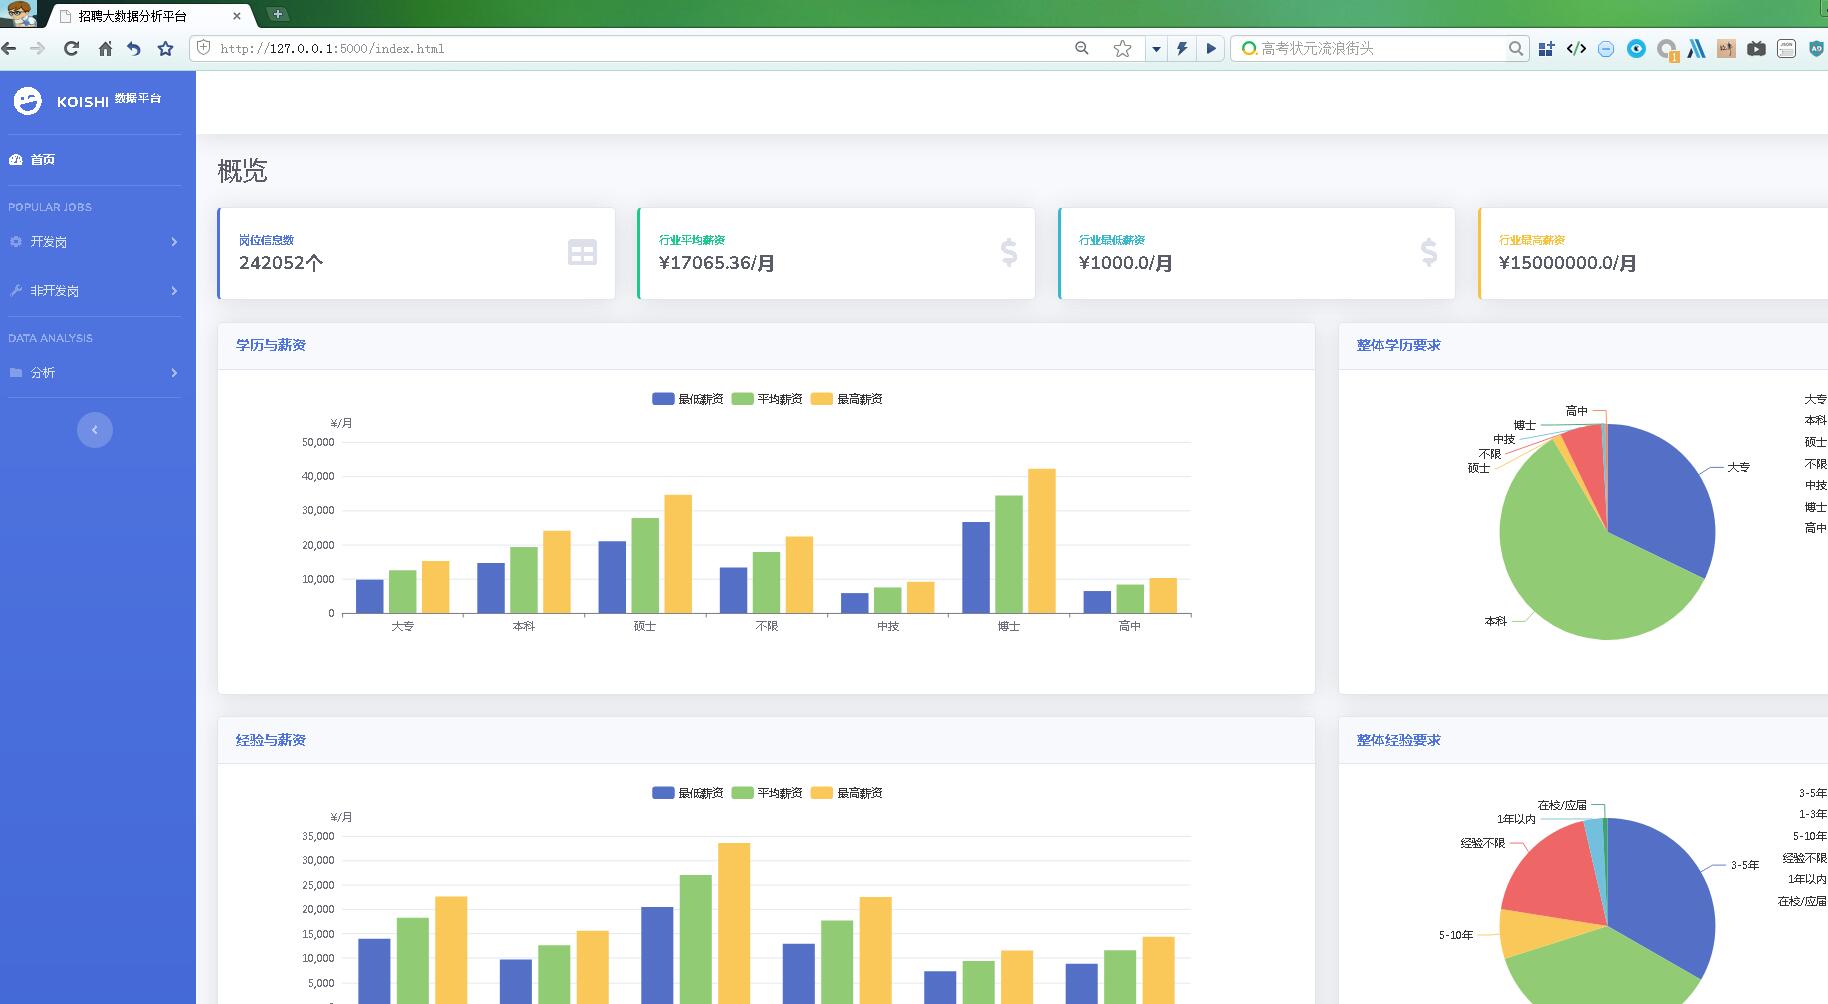 招聘大数据分析平台
http://127.0.0.1:5000/index.html
高考状元流浪街头
KOISHI 数据平台
首页
POPULAR JOBS
开发岗
非开发岗
DATA ANALYSIS
分析
概览
岗位信息数
242052个
行业平均薪资
¥17065.36/月
行业最低薪资
¥1000.0/月
行业最高薪资
¥15000000.0/月
学历与薪资
最低薪资 平均薪资 最高薪资
¥/月
50,000
40,000
30,000
20,000
10,000
0
大专 本科 硕士 不限 中技 博士 高中
整体学历要求
高中
博士
中技
不限
硕士
大专
本科
大专
本科
硕士
不限
中技
博士
高中
经验与薪资
最低薪资 平均薪资 最高薪资
¥/月
35,000
30,000
25,000
20,000
15,000
10,000
5,000
整体经验要求
在校/应届
1年以内
经验不限
3-5年
5-10年
3-5年
1-3年
5-10年
经验不限
1年以内
在校/应届